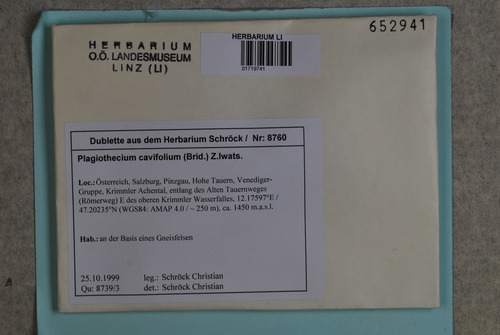 652941
HERBARIUM
O.Ö. LANDESMUSEUM
LINZ (LI)
HERBARIUM LI
01719741
Dublette aus dem Herbarium Schröck / Nr: 8760
Plagiothecium cavifolium (Brid.) Z.Iwats.
Loc.:Österreich, Salzburg, Pinzgau, Hohe Tauern, Venediger-
Gruppe, Krimmler Achental, entlang des Alten Tauernweges
(Römerweg) E des oberen Krimmler Wasserfalles, 12.17597°E /
47.20235°N (WGS84: AMAP 4.0 / ~ 250 m), ca. 1450 m.a.s.l.
Hab.:an der Basis eines Gneisfelsen
25.10.1999 leg.: Schröck Christian
Qu: 8739/3 det.: Schröck Christian